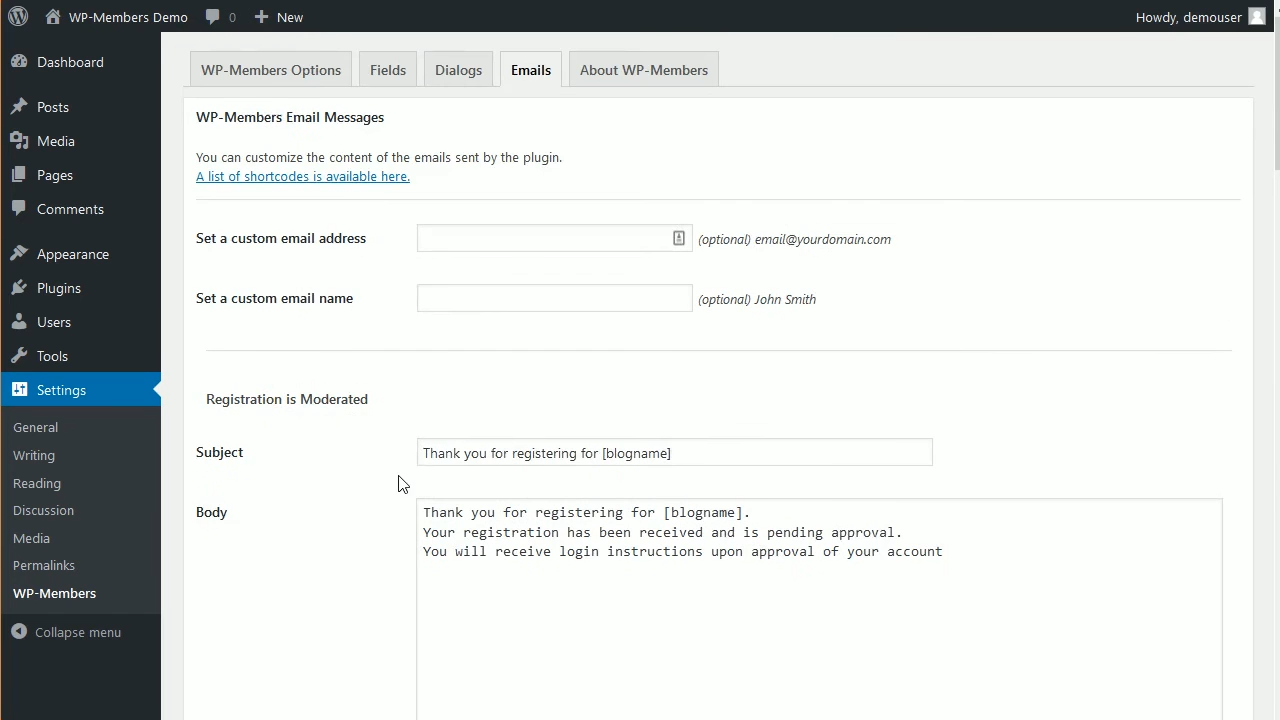 WP-Members Demo 0 New Howdy, demouser
Dashboard
Posts
Media
Pages
Comments
Appearance
Plugins
Users
Tools
Settings
General
Writing
Reading
Discussion
Media
Permalinks
WP-Members
Collapse menu
WP-Members Options Fields Dialogs Emails About WP-Members
WP-Members Email Messages
You can customize the content of the emails sent by the plugin.
A list of shortcodes is available here.
Set a custom email address (optional) email@yourdomain.com
Set a custom email name (optional) John Smith
Registration is Moderated
Subject Thank you for registering for [blogname]
Body Thank you for registering for [blogname].
Your registration has been received and is pending approval.
You will receive login instructions upon approval of your account